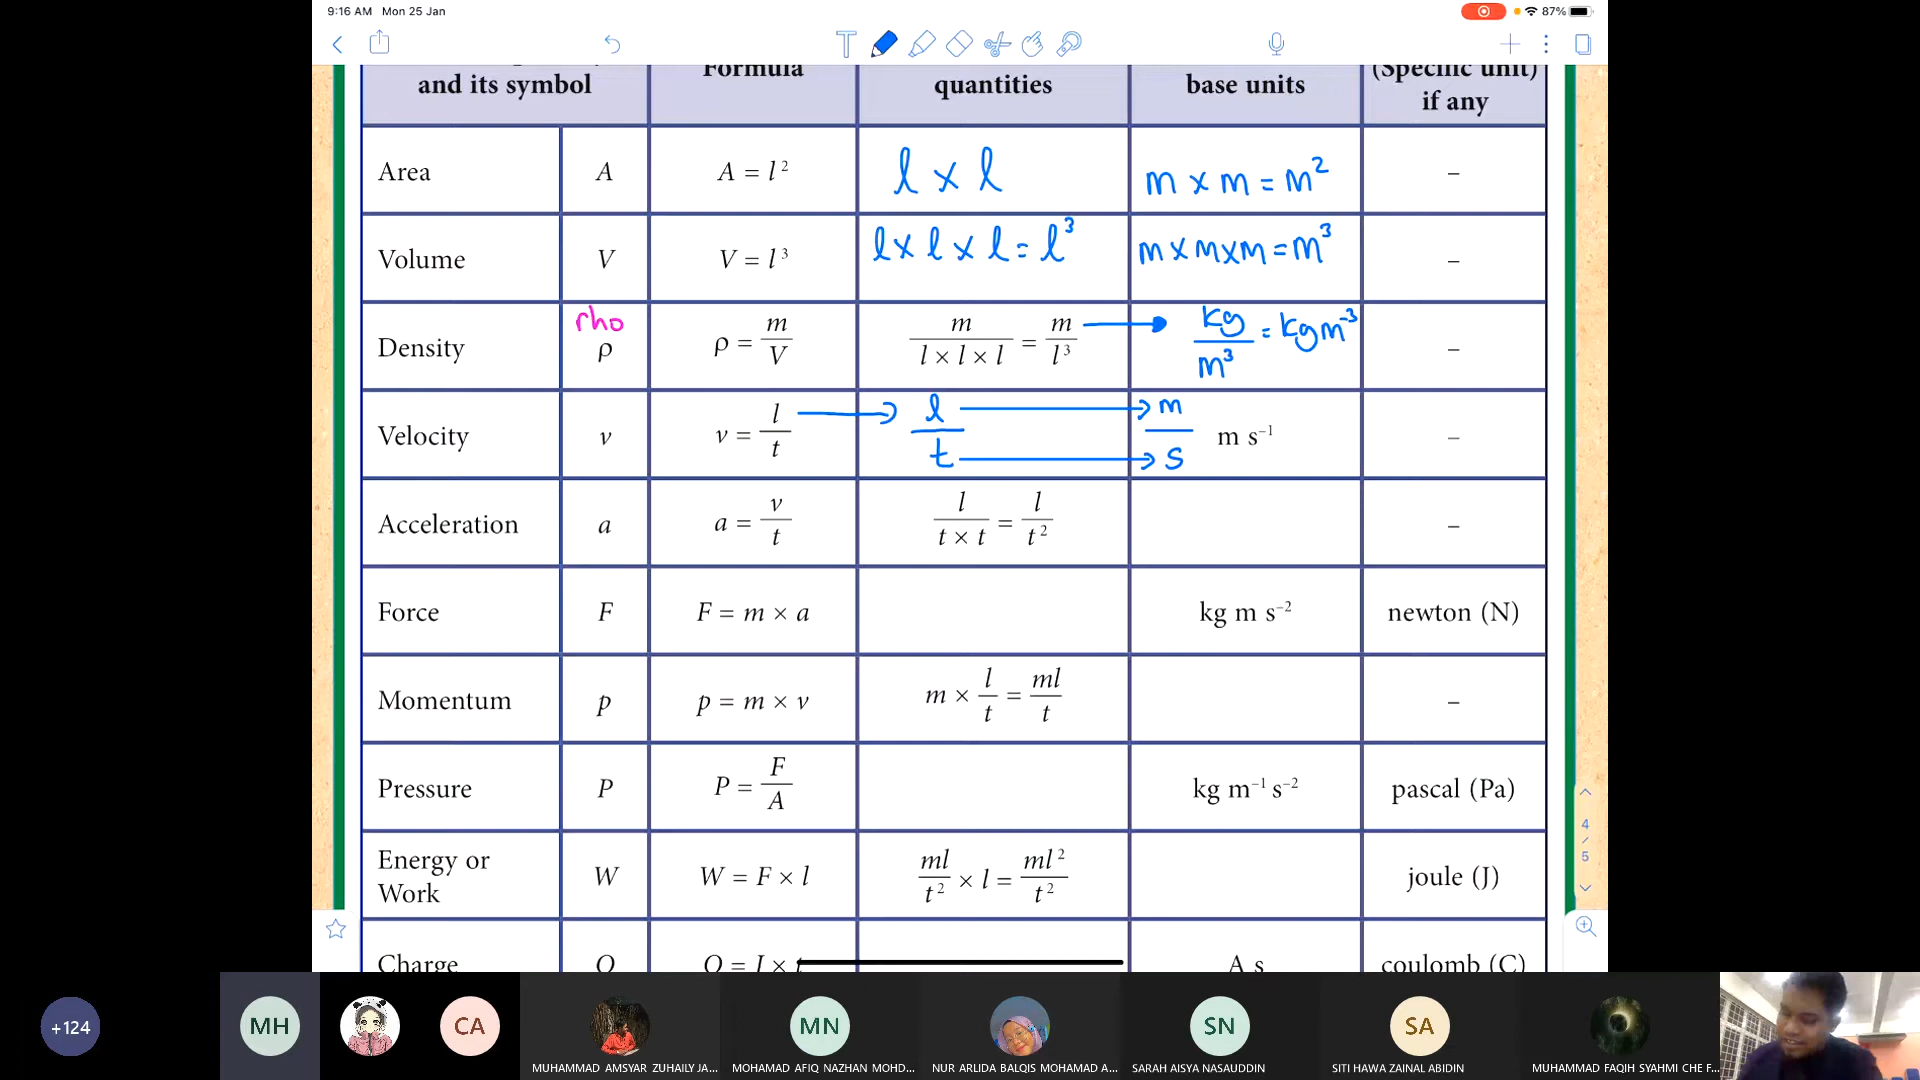 9:16 AM Mon 25 Jan
87%
Formula
(Specific unit)
and its symbol
quantities
base units
if any
Area
A
A = l²
l × l
m × m = m²
–
Volume
V
V = l³
l × l × l = l³
m × m × m = m³
–
Density
rho
ρ
ρ = m/V
m/(l × l × l) = m/l³
kg/m³ = kgm⁻³
–
Velocity
v
v = l/t
l/t
m/s
m s⁻¹
–
Acceleration
a
a = v/t
l/(t × t) = l/t²
–
Force
F
F = m × a
kg m s⁻²
newton (N)
Momentum
p
p = m × v
m × l/t = ml/t
–
Pressure
P
P = F/A
kg m⁻¹ s⁻²
pascal (Pa)
Energy or
Work
W
W = F × l
ml/t² × l = ml²/t²
joule (J)
Charge
Q
Q = I × t
A s
coulomb (C)
4
/
5
+124
MH
CA
MUHAMMAD AMSYAR ZUHAILY JA...
MN
MOHAMAD AFIQ NAZHAN MOHD...
NUR ARLIDA BALQIS MOHAMAD A...
SN
SARAH AISYA NASAUDDIN
SA
SITI HAWA ZAINAL ABIDIN
MUHAMMAD FAQIH SYAHMI CHE F...